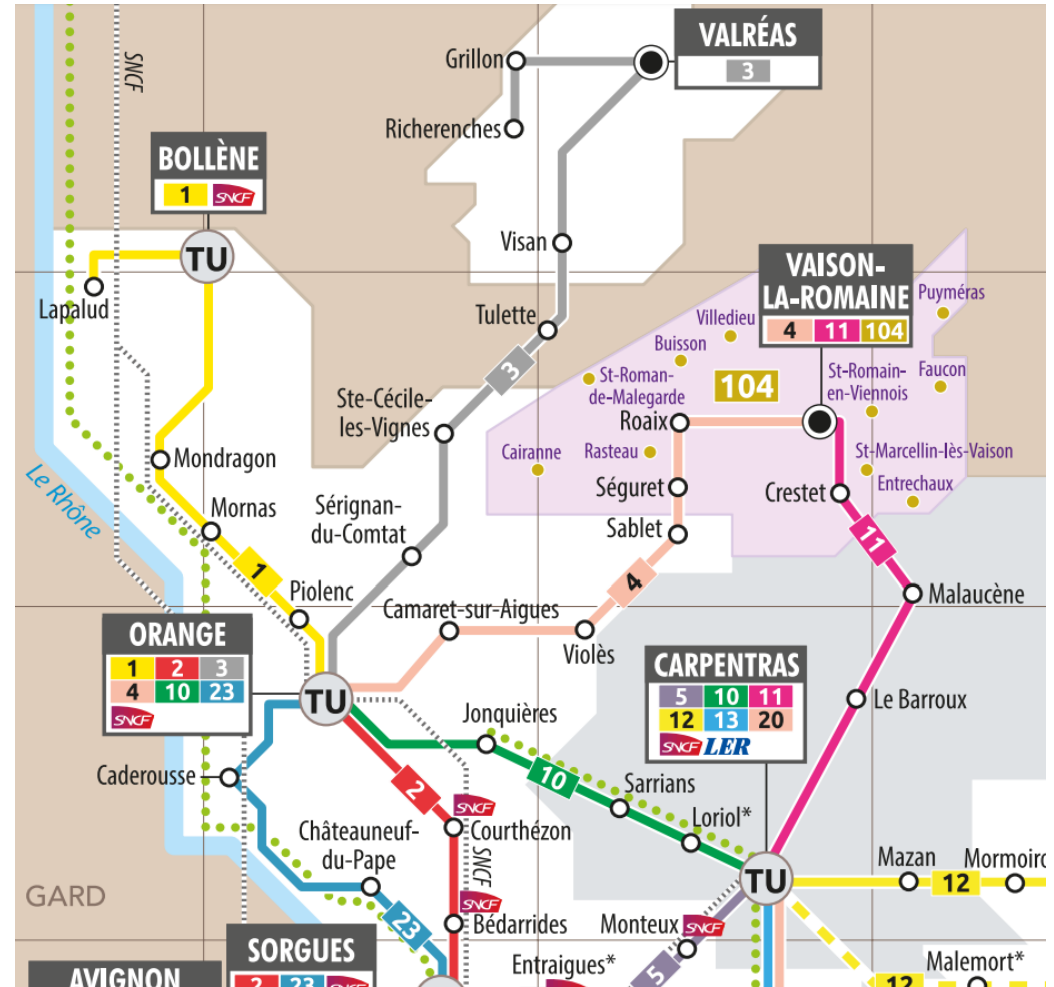 VALRÉAS
3
Grillon
SNCF
Richerenches
BOLLÈNE
1 SNCF
TU
Visan
Lapalud
VAISON-
LA-ROMAINE
4 11 104
Puyméras
Tulette
Villedieu
Buisson
3
St-Roman-
de-Malegarde
104
St-Romain-
en-Viennois
Faucon
Ste-Cécile-
les-Vignes
Roaix
Cairanne
Rasteau
St-Marcellin-lès-Vaison
Mondragon
Le Rhône
Séguret
Crestet
Entrechaux
Mornas
Sérignan-
du-Comtat
Sablet
11
1
4
Piolenc
Camaret-sur-Aigues
Malaucène
Violès
ORANGE
1 2 3
4 10 23
SNCF
TU
CARPENTRAS
5 10 11
12 13 20
SNCF LER
Le Barroux
Jonquières
Caderousse
2
10
Sarrians
SNCF
Loriol*
Châteauneuf-
du-Pape
Courthézon
SNCF
TU
Mazan
Mormoiro
12
GARD
23
SNCF
Bédarrides
Monteux SNCF
SORGUES
2 23 SNCF
Entraigues*
5
Malemort*
12
AVIGNON